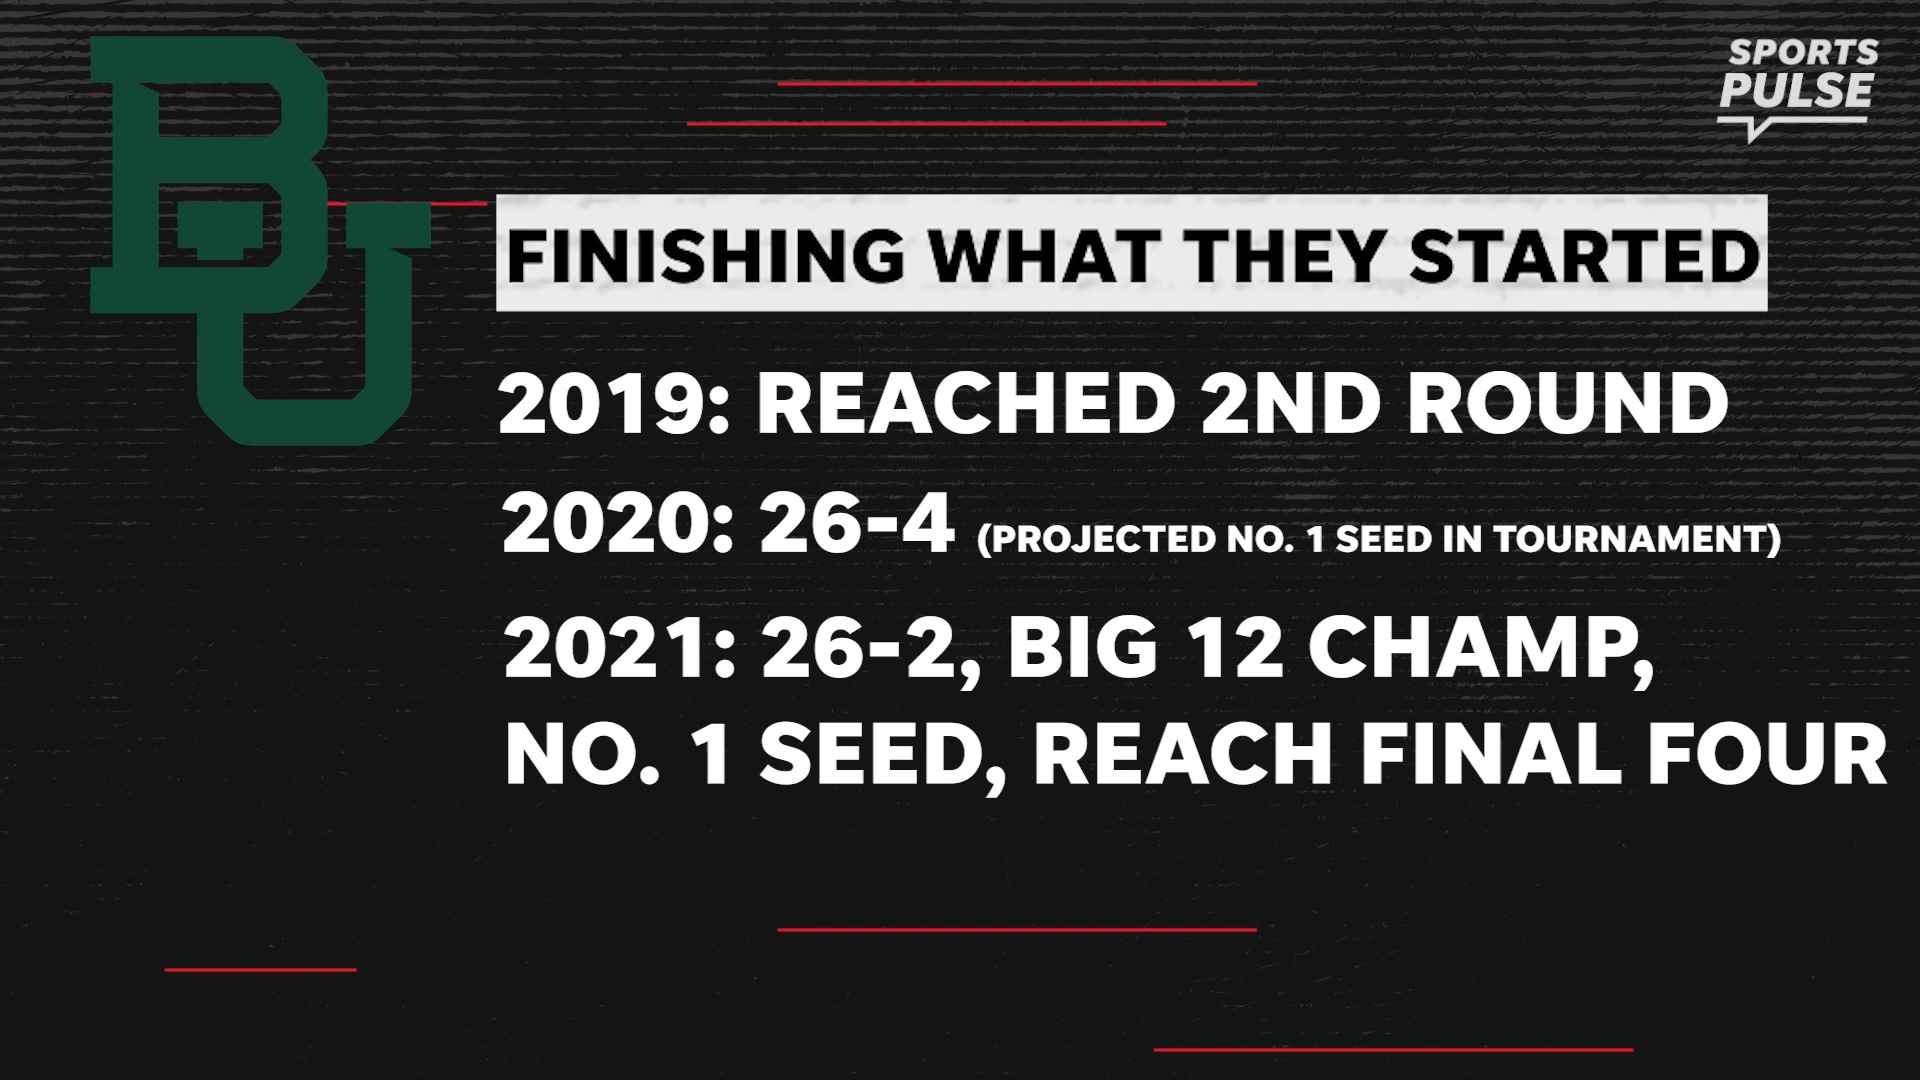 BU
SPORTS
PULSE
FINISHING WHAT THEY STARTED
2019: REACHED 2ND ROUND
2020: 26-4 (PROJECTED NO. 1 SEED IN TOURNAMENT)
2021: 26-2, BIG 12 CHAMP,
NO. 1 SEED, REACH FINAL FOUR